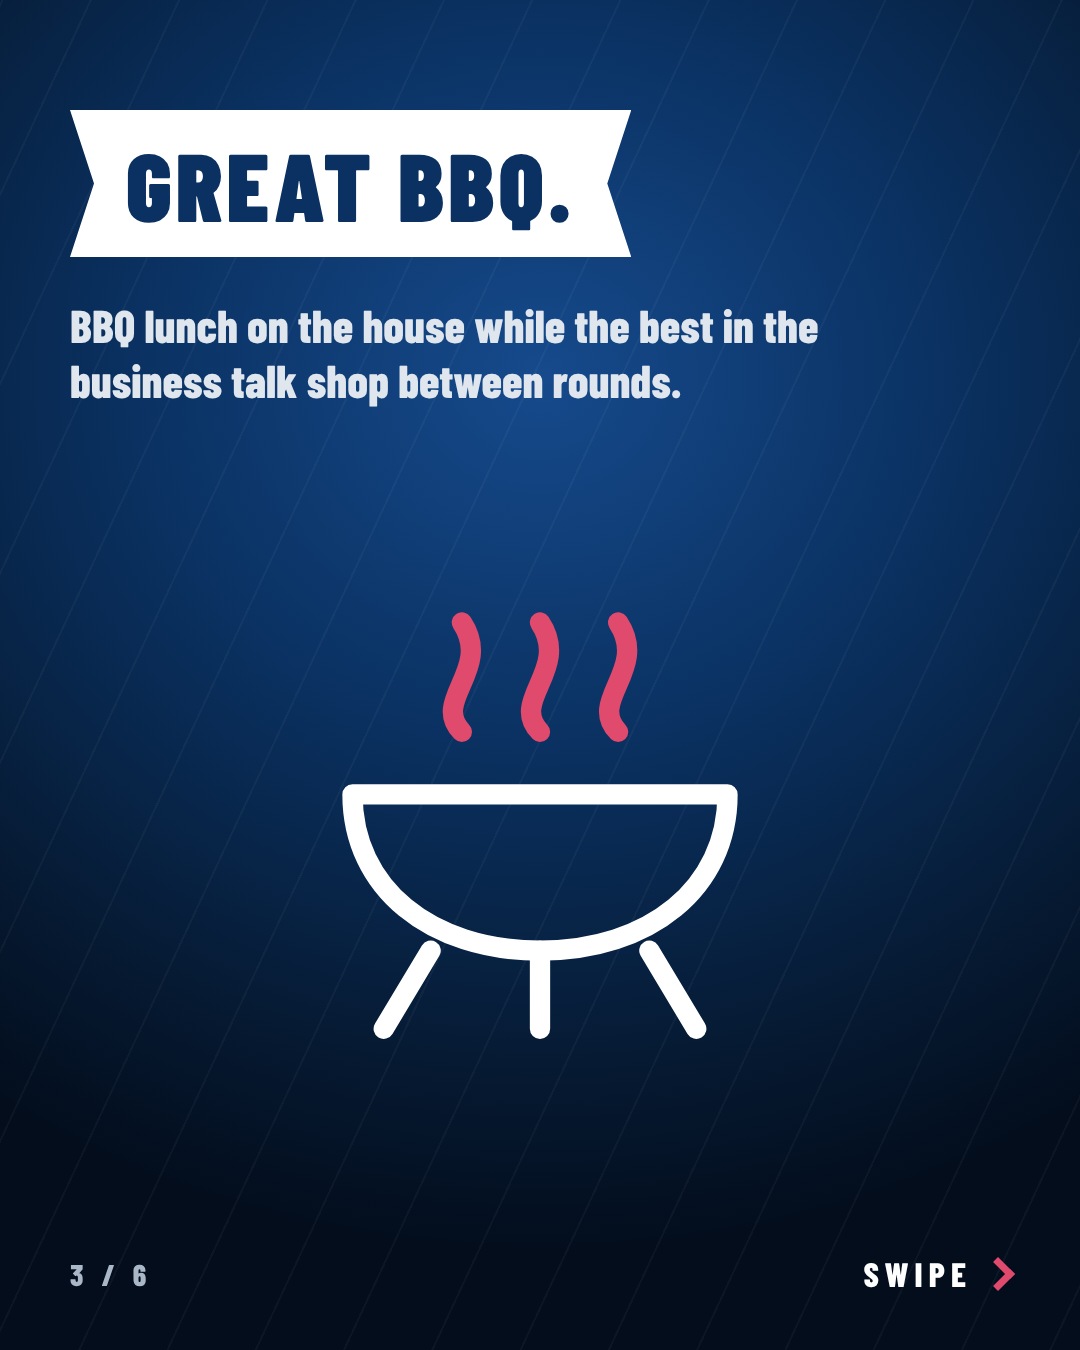 GREAT BBQ.
BBQ lunch on the house while the best in the
business talk shop between rounds.
3 / 6
SWIPE